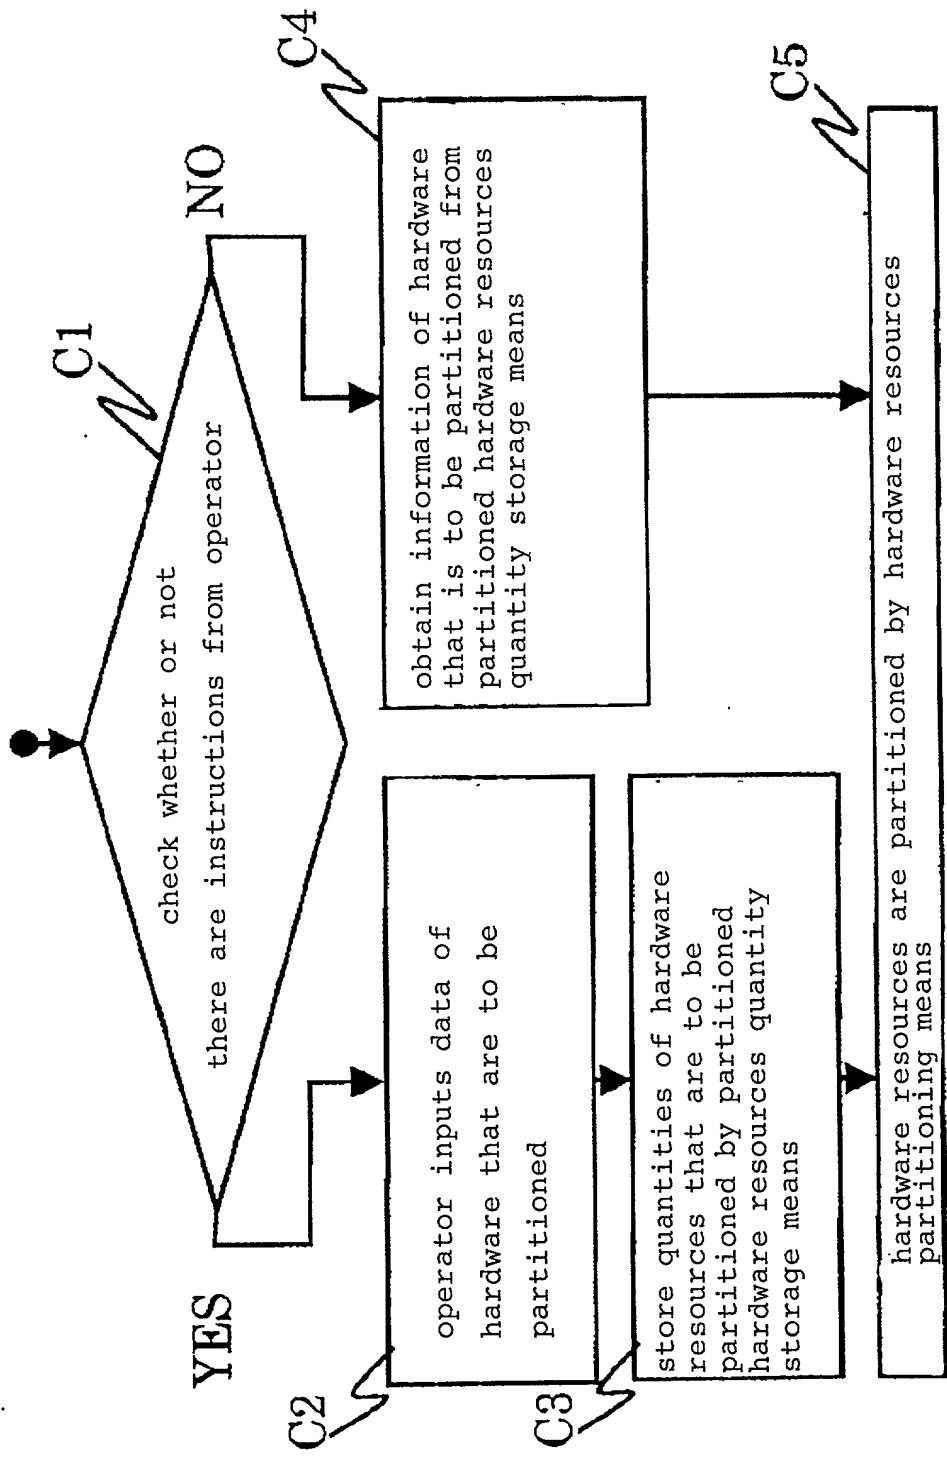 C1
check whether or not
there are instructions from operator
YES
NO
C2
operator inputs data of
hardware that are to be
partitioned
C4
obtain information of hardware
that is to be partitioned from
partitioned hardware resources
quantity storage means
C3
store quantities of hardware
resources that are to be
partitioned by partitioned
hardware resources quantity
storage means
C5
hardware resources are partitioned by hardware resources
partitioning means